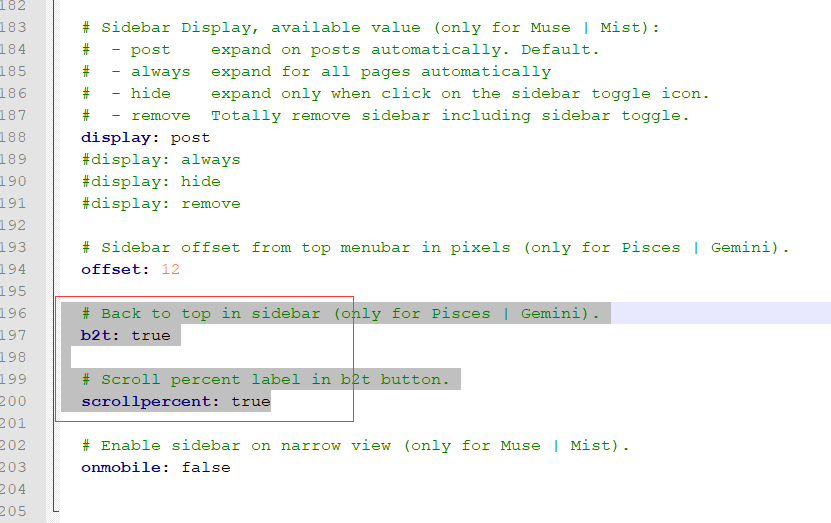 182
183 # Sidebar Display, available value (only for Muse | Mist):
184 #  - post    expand on posts automatically. Default.
185 #  - always  expand for all pages automatically
186 #  - hide    expand only when click on the sidebar toggle icon.
187 #  - remove  Totally remove sidebar including sidebar toggle.
188 display: post
189 #display: always
190 #display: hide
191 #display: remove
192
193 # Sidebar offset from top menubar in pixels (only for Pisces | Gemini).
194 offset: 12
195
196 # Back to top in sidebar (only for Pisces | Gemini).
197 b2t: true
198
199 # Scroll percent label in b2t button.
200 scrollpercent: true
201
202 # Enable sidebar on narrow view (only for Muse | Mist).
203 onmobile: false
204
205